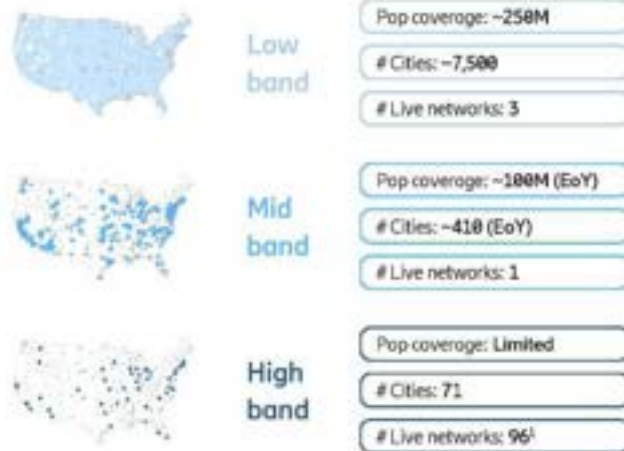 Low
band
Pop coverage: ~250M
# Cities: ~7,500
# Live networks: 3
Mid
band
Pop coverage: ~100M (EoY)
# Cities: ~410 (EoY)
# Live networks: 1
High
band
Pop coverage: Limited
# Cities: 71
# Live networks: 96¹